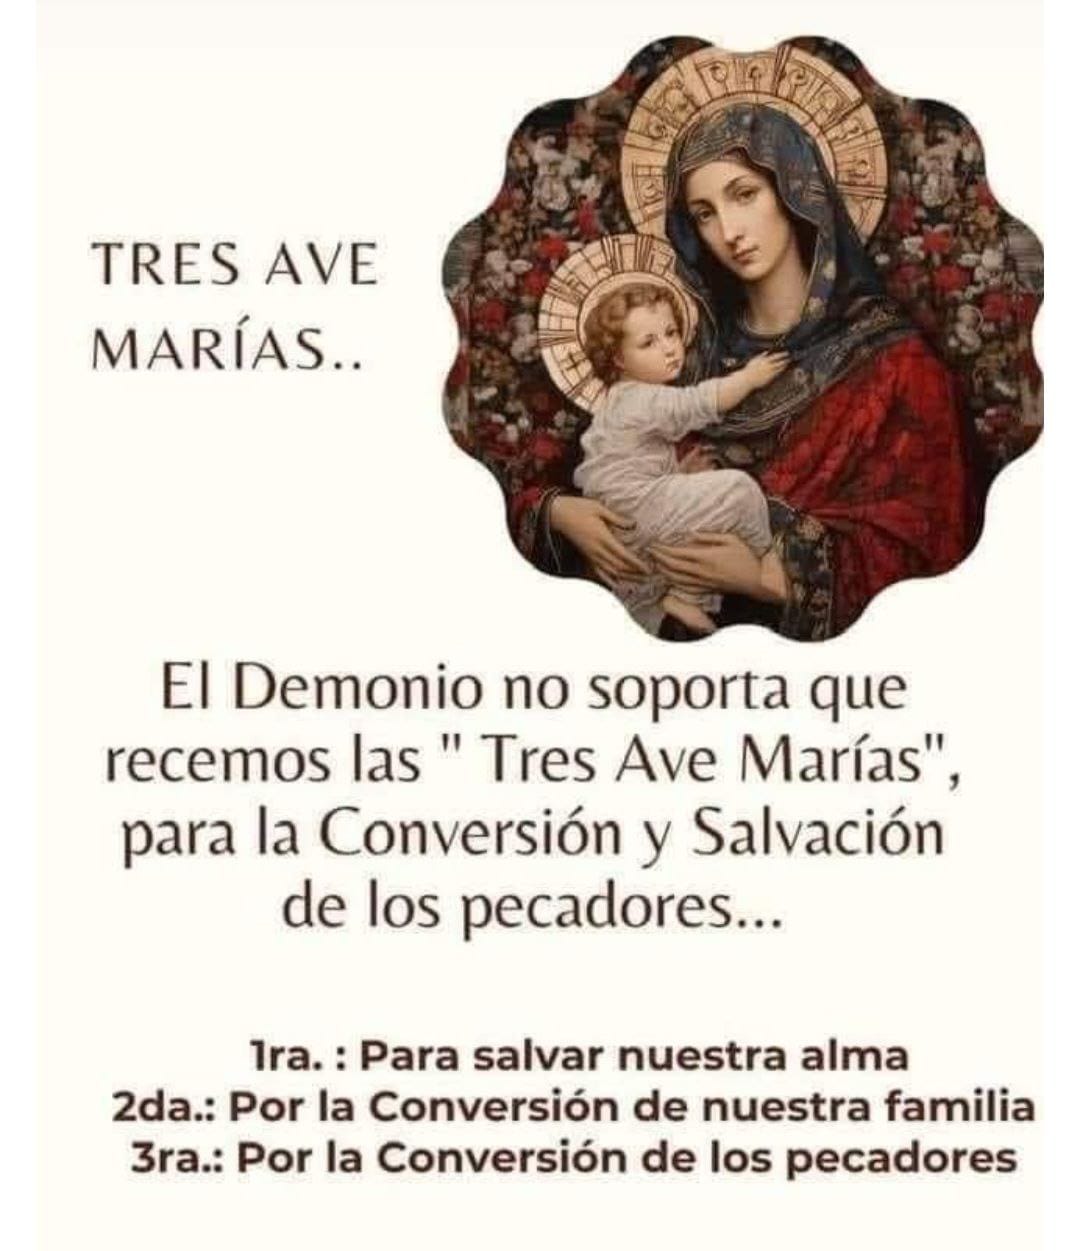 TRES AVE
MARÍAS..
El Demonio no soporta que
recemos las " Tres Ave Marías",
para la Conversión y Salvación
de los pecadores...
1ra. : Para salvar nuestra alma
2da.: Por la Conversión de nuestra familia
3ra.: Por la Conversión de los pecadores